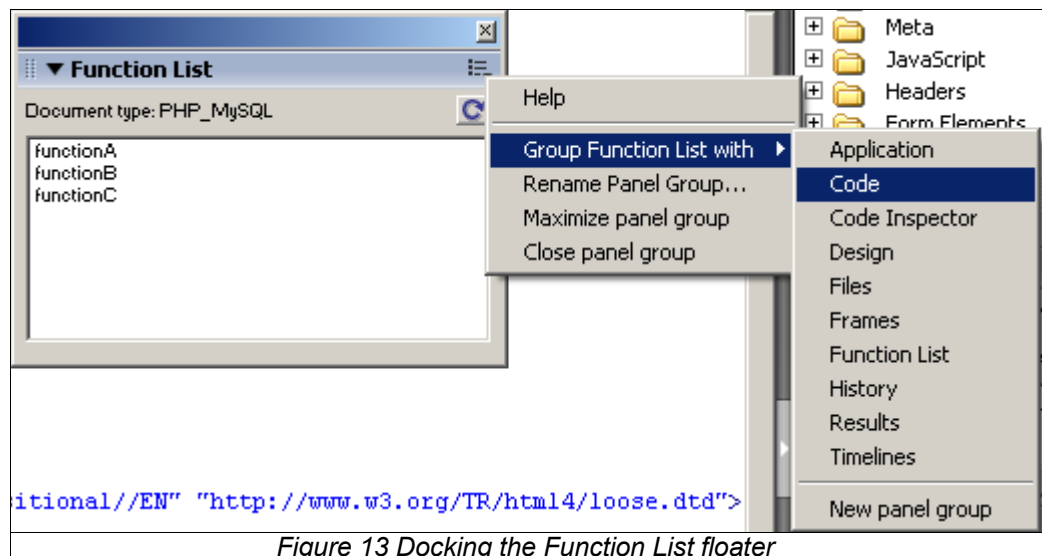 Function List
Document type: PHP_MySQL
functionA
functionB
functionC
Help
Group Function List with
Rename Panel Group...
Maximize panel group
Close panel group
Meta
JavaScript
Headers
Form Elements
Application
Code
Code Inspector
Design
Files
Frames
Function List
History
Results
Timelines
New panel group
itional//EN" "http://www.w3.org/TR/html4/loose.dtd">
Figure 13 Docking the Function List floater